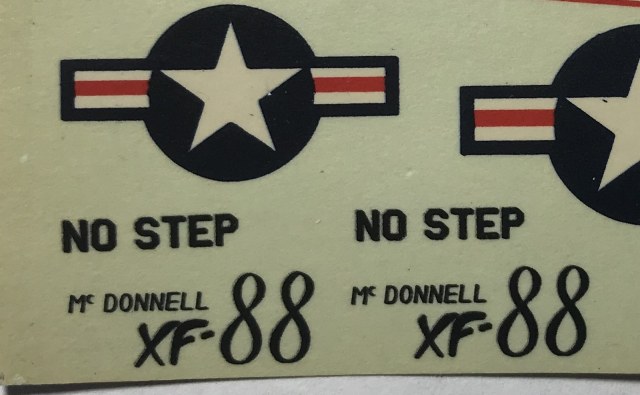 NO STEP NO STEP
Mc DONNELL Mc DONNELL
XF-88 XF-88